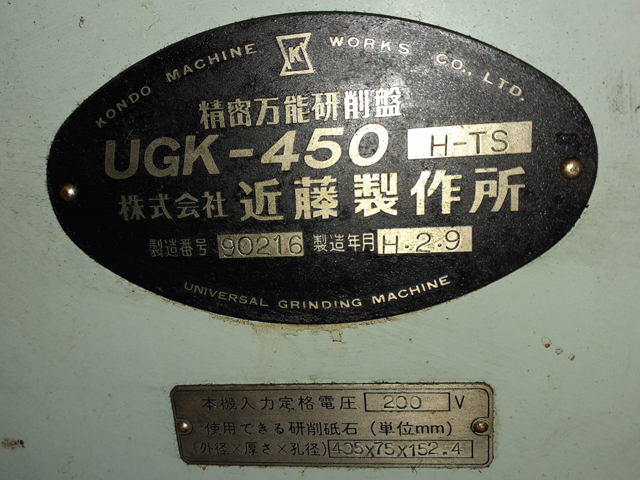 KONDO MACHINE K WORKS CO., LTD.
精密万能研削盤
UGK-450 H-TS
株式会社 近藤製作所
製造番号 90216 製造年月 H・2・9
UNIVERSAL GRINDING MACHINE
本機入力定格電圧 200 V
使用できる研削砥石 (単位mm)
(外径×厚さ×孔径) 405×75×152.4